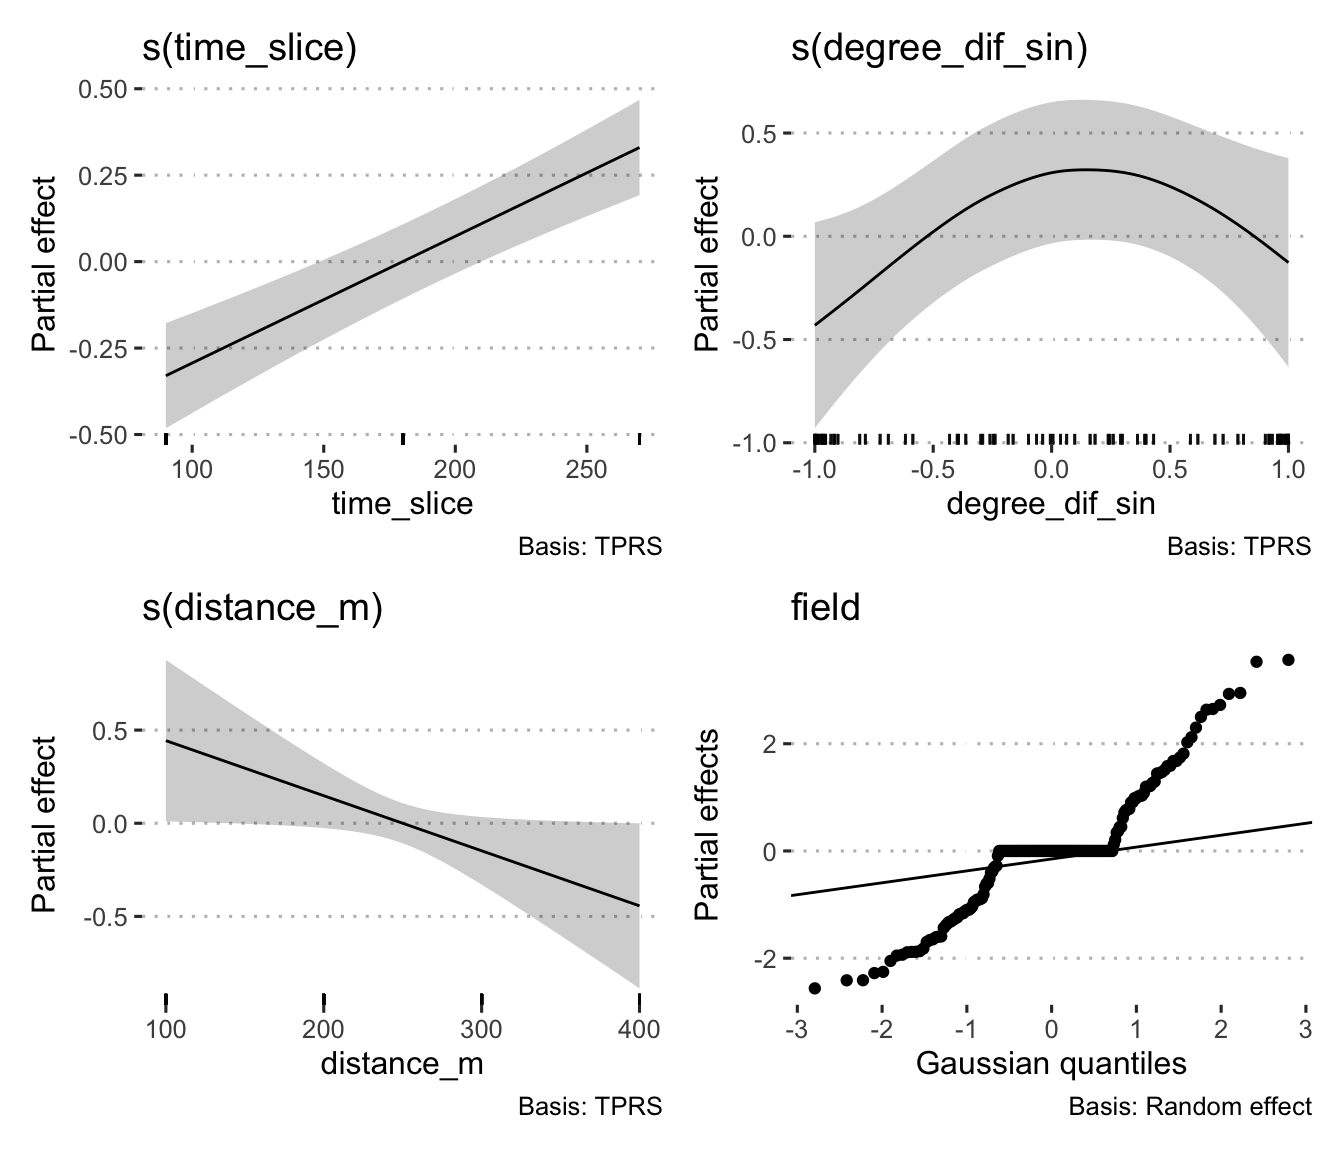 s(time_slice)
Partial effect
0.50
0.25
0.00
-0.25
-0.50
100 150 200 250
time_slice
Basis: TPRS
s(degree_dif_sin)
Partial effect
0.5
0.0
-0.5
-1.0
-1.0 -0.5 0.0 0.5 1.0
degree_dif_sin
Basis: TPRS
s(distance_m)
Partial effect
0.5
0.0
-0.5
100 200 300 400
distance_m
Basis: TPRS
field
Partial effects
2
0
-2
-3 -2 -1 0 1 2 3
Gaussian quantiles
Basis: Random effect